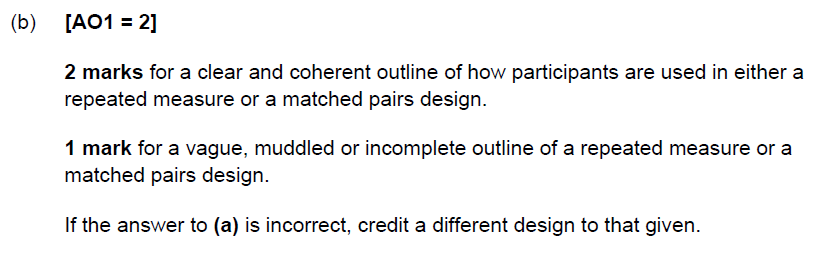 (b) [AO1 = 2]
2 marks for a clear and coherent outline of how participants are used in either a
repeated measure or a matched pairs design.
1 mark for a vague, muddled or incomplete outline of a repeated measure or a
matched pairs design.
If the answer to (a) is incorrect, credit a different design to that given.